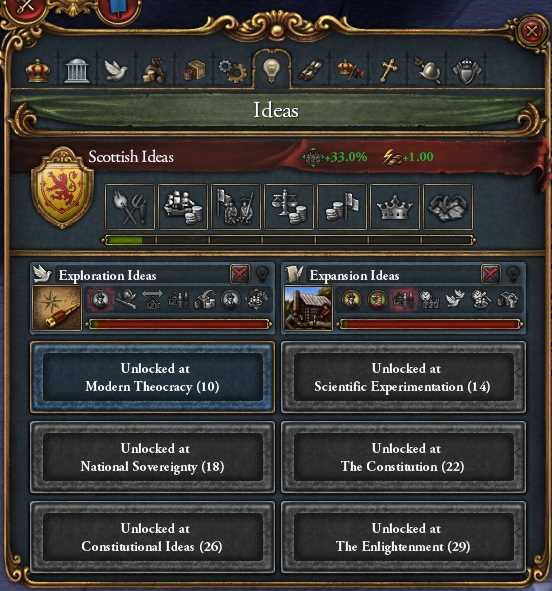 Ideas
Scottish Ideas
+33.0%
+1.00
Exploration Ideas
Expansion Ideas
Unlocked at
Modern Theocracy (10)
Unlocked at
Scientific Experimentation (14)
Unlocked at
National Sovereignty (18)
Unlocked at
The Constitution (22)
Unlocked at
Constitutional Ideas (26)
Unlocked at
The Enlightenment (29)